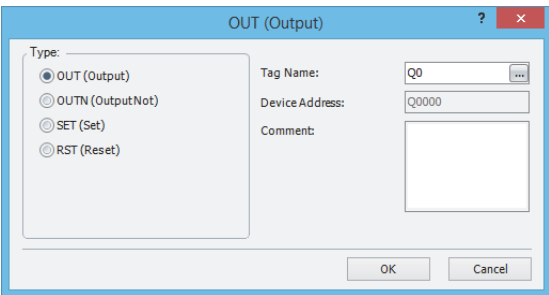 OUT (Output)
?
×
Type:
OUT (Output)
OUTN (OutputNot)
SET (Set)
RST (Reset)
Tag Name:
Q0
...
Device Address:
Q0000
Comment:
OK
Cancel